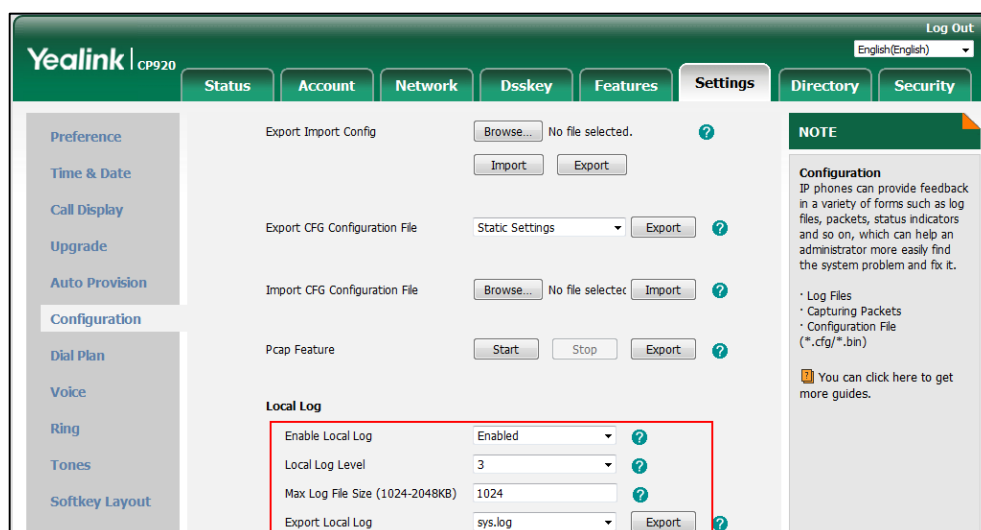 Log Out
Yealink | CP920
English(English)
Status Account Network Dsskey Features Settings Directory Security
Preference
Time & Date
Call Display
Upgrade
Auto Provision
Configuration
Dial Plan
Voice
Ring
Tones
Softkey Layout
Export Import Config Browse... No file selected. ?
Import Export
Export CFG Configuration File Static Settings Export ?
Import CFG Configuration File Browse... No file selected Import ?
Pcap Feature Start Stop Export ?
Local Log
Enable Local Log Enabled ?
Local Log Level 3 ?
Max Log File Size (1024-2048KB) 1024 ?
Export Local Log sys.log Export ?
NOTE
Configuration
IP phones can provide feedback
in a variety of forms such as log
files, packets, status indicators
and so on, which can help an
administrator more easily find
the system problem and fix it.
· Log Files
· Capturing Packets
· Configuration File
(*.cfg/*.bin)
? You can click here to get
more guides.